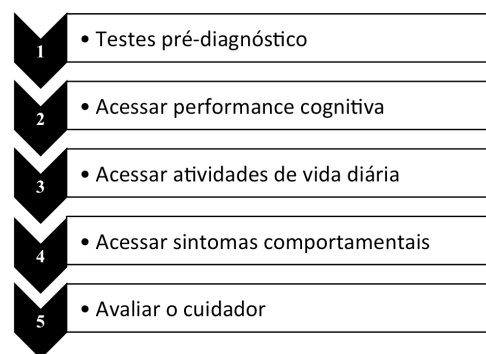 1 • Testes pré-diagnóstico
2 • Acessar performance cognitiva
3 • Acessar atividades de vida diária
4 • Acessar sintomas comportamentais
5 • Avaliar o cuidador